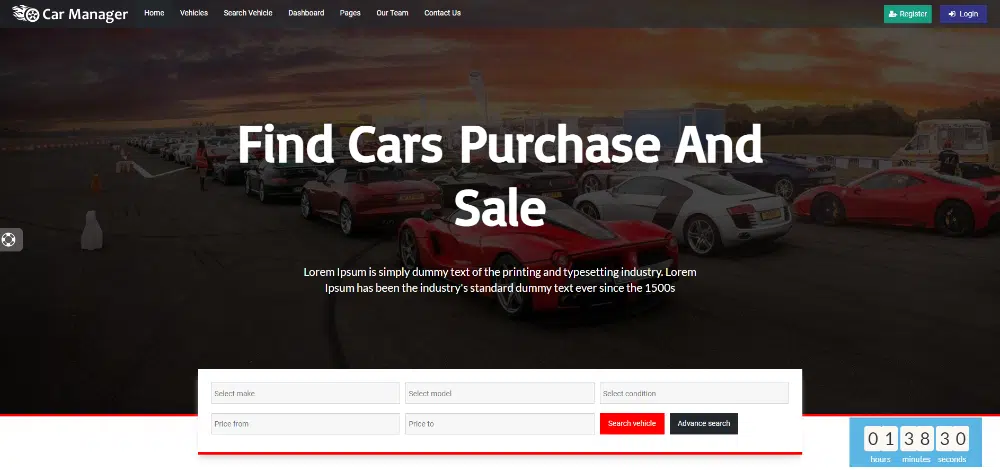 Car Manager Home Vehicles Search Vehicle Dashboard Pages Our Team Contact Us Register Login
Find Cars Purchase And
Sale
Lorem Ipsum is simply dummy text of the printing and typesetting industry. Lorem
Ipsum has been the industry's standard dummy text ever since the 1500s
Select make Select model Select condition
Price from Price to Search vehicle Advance search
01 38 30
hours minutes seconds